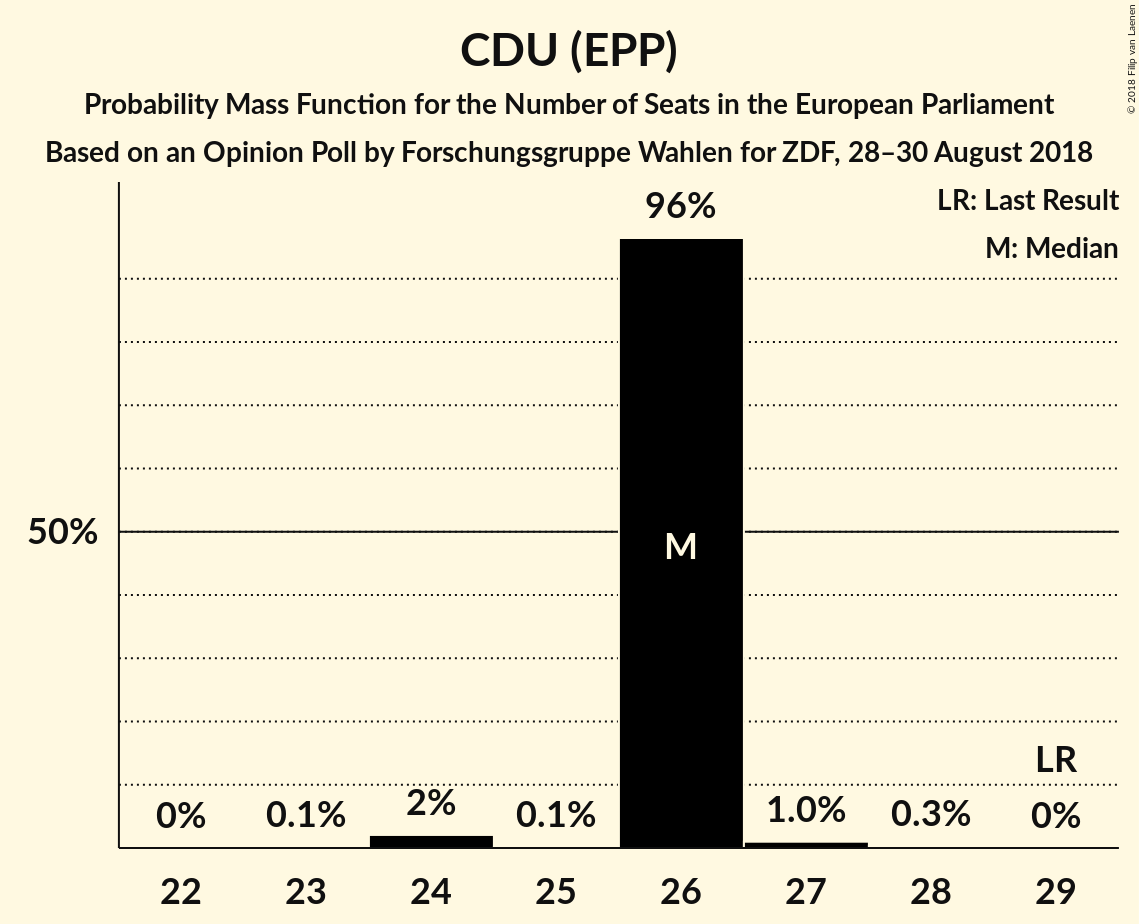 CDU (EPP)
Probability Mass Function for the Number of Seats in the European Parliament
Based on an Opinion Poll by Forschungsgruppe Wahlen for ZDF, 28–30 August 2018
© 2018 Filip van Laenen
LR: Last Result
M: Median
96%
50%
M
LR
0% 0.1% 2% 0.1% 1.0% 0.3% 0%
22 23 24 25 26 27 28 29